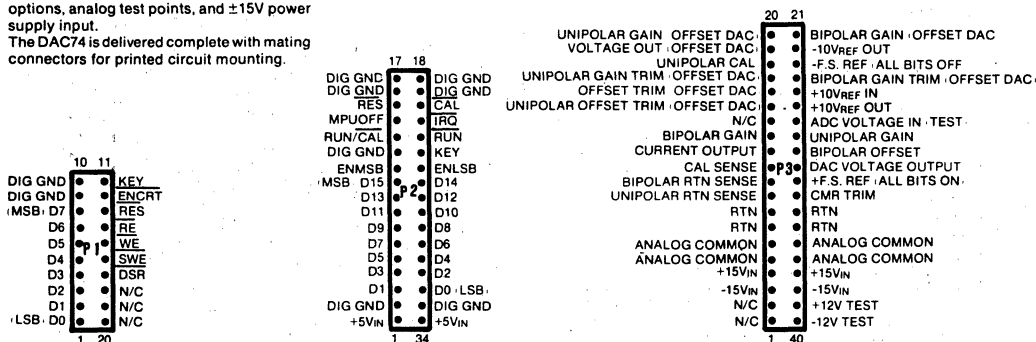 options, analog test points, and ±15V power
supply input.
The DAC74 is delivered complete with mating
connectors for printed circuit mounting.
10 11
DIG GND KEY
DIG GND ENCRT
(MSB) D7 RES
D6 RE
D5 WE
D4 SWE
D3 DSR
D2 N/C
D1 N/C
(LSB) D0 N/C
P1
1 20
17 18
DIG GND DIG GND
DIG GND DIG GND
RES CAL
MPUOFF IRQ
RUN/CAL RUN
DIG GND KEY
ENMSB ENLSB
(MSB) D15 D14
D13 D12
D11 D10
D9 D8
D7 D6
D5 D4
D3 D2
D1 D0 (LSB)
DIG GND DIG GND
+5VIN +5VIN
P2
1 34
20 21
UNIPOLAR GAIN (OFFSET DAC) BIPOLAR GAIN (OFFSET DAC)
VOLTAGE OUT (OFFSET DAC) -10VREF OUT
UNIPOLAR CAL -F.S. REF (ALL BITS OFF)
UNIPOLAR GAIN TRIM (OFFSET DAC) BIPOLAR GAIN TRIM (OFFSET DAC)
OFFSET TRIM (OFFSET DAC) +10VREF IN
UNIPOLAR OFFSET TRIM (OFFSET DAC) +10VREF OUT
N/C ADC VOLTAGE IN (TEST)
BIPOLAR GAIN UNIPOLAR GAIN
CURRENT OUTPUT BIPOLAR OFFSET
CAL SENSE P3 DAC VOLTAGE OUTPUT
BIPOLAR RTN SENSE +F.S. REF (ALL BITS ON)
UNIPOLAR RTN SENSE CMR TRIM
RTN RTN
RTN RTN
ANALOG COMMON ANALOG COMMON
ANALOG COMMON ANALOG COMMON
+15VIN +15VIN
-15VIN -15VIN
N/C +12V TEST
N/C -12V TEST
1 40